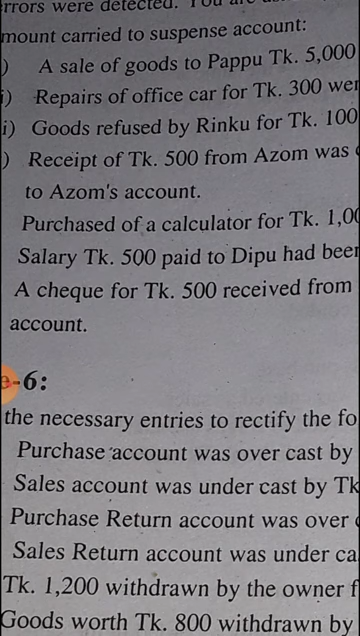 errors were detected. You are
mount carried to suspense account:
) A sale of goods to Pappu Tk. 5,000
i) Repairs of office car for Tk. 300 wer
i) Goods refused by Rinku for Tk. 100
) Receipt of Tk. 500 from Azom was
to Azom's account.
Purchased of a calculator for Tk. 1,00
Salary Tk. 500 paid to Dipu had been
A cheque for Tk. 500 received from
account.
e-6:
the necessary entries to rectify the fo
Purchase account was over cast by
Sales account was under cast by Tk
Purchase Return account was over
Sales Return account was under ca
Tk. 1,200 withdrawn by the owner f
Goods worth Tk. 800 withdrawn by